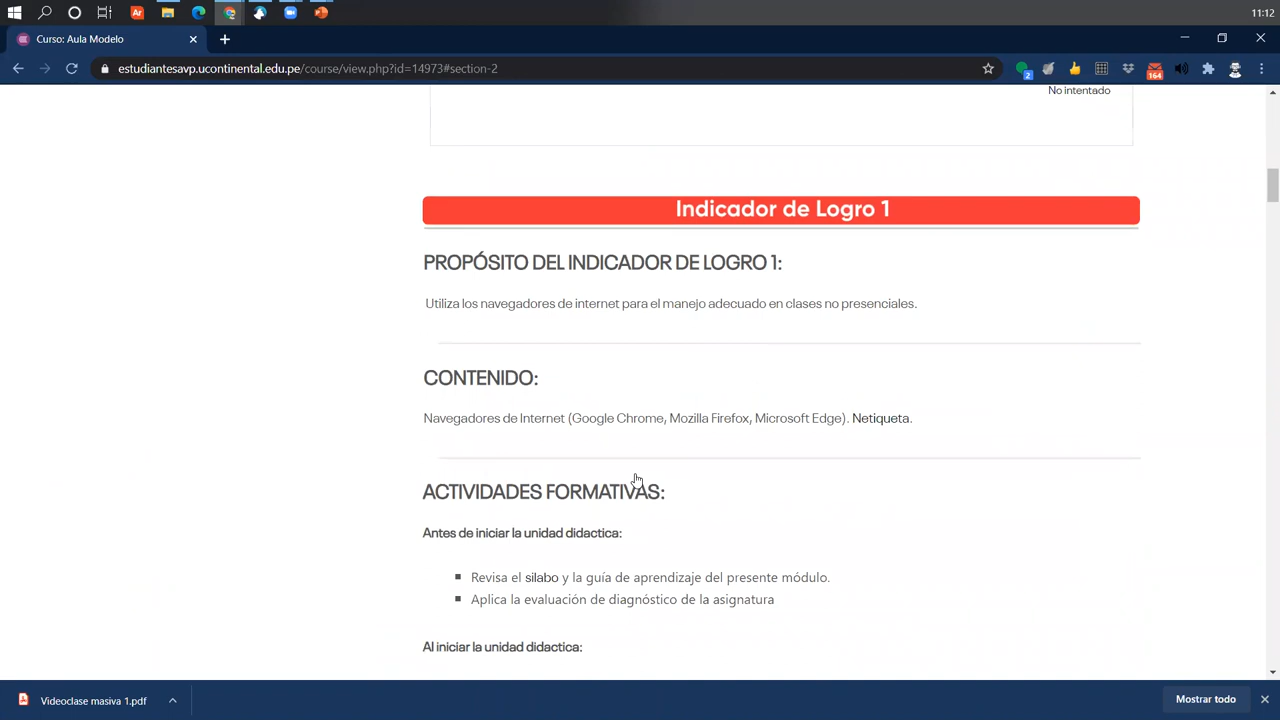 11:12
Curso: Aula Modelo
estudiantesavp.ucontinental.edu.pe/course/view.php?id=14973#section-2
2
164
No intentado
Indicador de Logro 1
PROPÓSITO DEL INDICADOR DE LOGRO 1:
Utiliza los navegadores de internet para el manejo adecuado en clases no presenciales.
CONTENIDO:
Navegadores de Internet (Google Chrome, Mozilla Firefox, Microsoft Edge). Netiqueta.
ACTIVIDADES FORMATIVAS:
Antes de iniciar la unidad didactica:
Revisa el silabo y la guía de aprendizaje del presente módulo.
Aplica la evaluación de diagnóstico de la asignatura
Al iniciar la unidad didactica:
Videoclase masiva 1.pdf
Mostrar todo